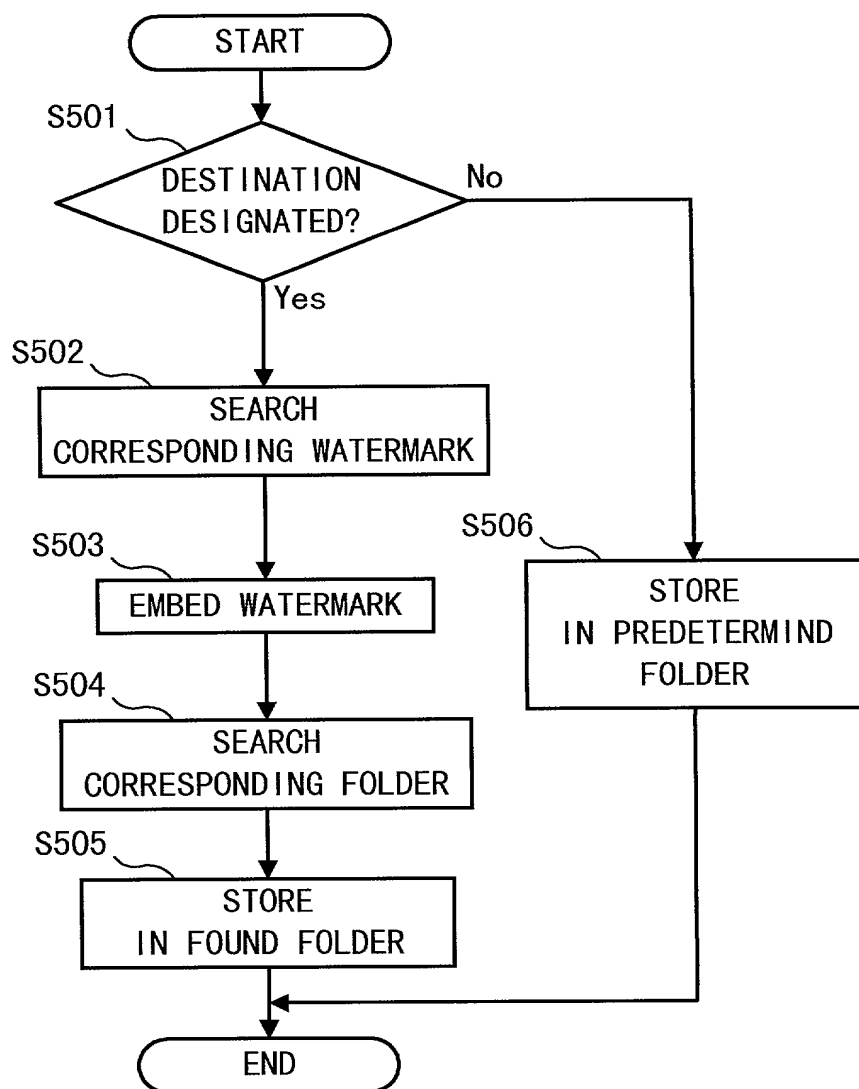 START
S501
DESTINATION
DESIGNATED?
No
Yes
S502
SEARCH
CORRESPONDING WATERMARK
S503
EMBED WATERMARK
S506
STORE
IN PREDETERMIND
FOLDER
S504
SEARCH
CORRESPONDING FOLDER
S505
STORE
IN FOUND FOLDER
END